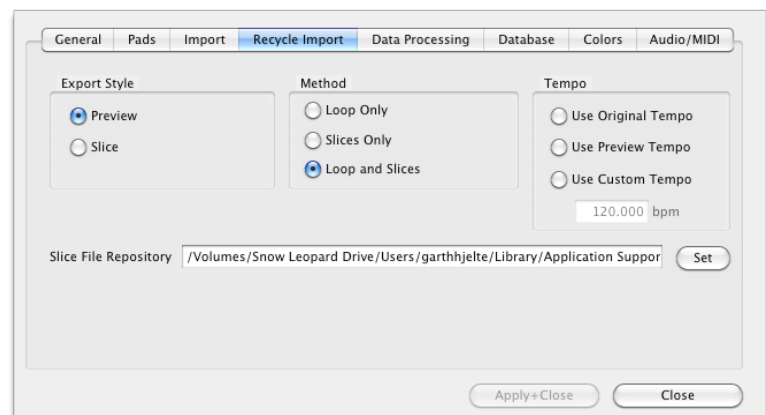 General Pads Import Recycle Import Data Processing Database Colors Audio/MIDI
Export Style
Preview
Slice
Method
Loop Only
Slices Only
Loop and Slices
Tempo
Use Original Tempo
Use Preview Tempo
Use Custom Tempo
120.000 bpm
Slice File Repository /Volumes/Snow Leopard Drive/Users/garthhjelte/Library/Application Suppor Set
Apply+Close Close